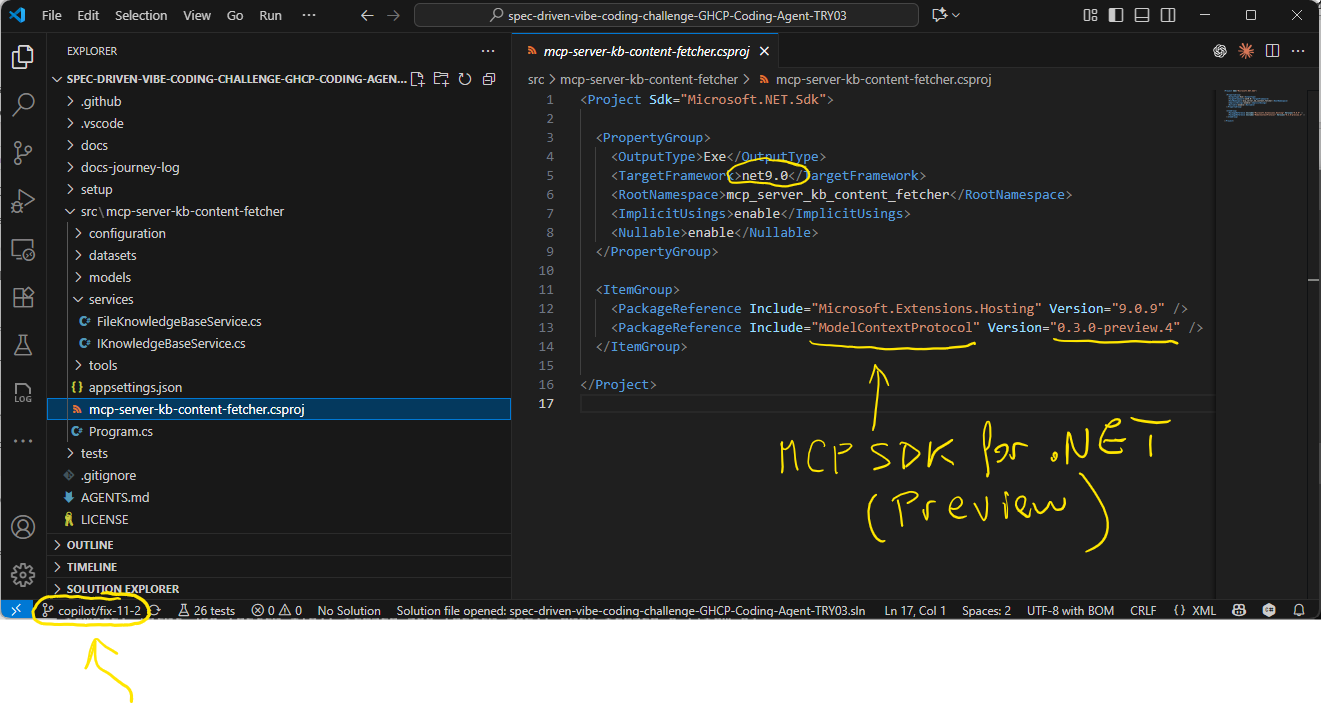 File Edit Selection View Go Run ···
spec-driven-vibe-coding-challenge-GHCP-Coding-Agent-TRY03
EXPLORER ···
SPEC-DRIVEN-VIBE-CODING-CHALLENGE-GHCP-CODING-AGEN...
.github
.vscode
docs
docs-journey-log
setup
src\mcp-server-kb-content-fetcher
configuration
datasets
models
services
C# FileKnowledgeBaseService.cs
C# IKnowledgeBaseService.cs
tools
{} appsettings.json
mcp-server-kb-content-fetcher.csproj
C# Program.cs
tests
.gitignore
AGENTS.md
LICENSE
OUTLINE
TIMELINE
SOLUTION EXPLORER
LOG
mcp-server-kb-content-fetcher.csproj
src > mcp-server-kb-content-fetcher > mcp-server-kb-content-fetcher.csproj
1 <Project Sdk="Microsoft.NET.Sdk">
2
3 <PropertyGroup>
4 <OutputType>Exe</OutputType>
5 <TargetFramework>net9.0</TargetFramework>
6 <RootNamespace>mcp_server_kb_content_fetcher</RootNamespace>
7 <ImplicitUsings>enable</ImplicitUsings>
8 <Nullable>enable</Nullable>
9 </PropertyGroup>
10
11 <ItemGroup>
12 <PackageReference Include="Microsoft.Extensions.Hosting" Version="9.0.9" />
13 <PackageReference Include="ModelContextProtocol" Version="0.3.0-preview.4" />
14 </ItemGroup>
15
16 </Project>
17
MCP SDK for .NET
(Preview)
copilot/fix-11-2 26 tests 0 0 No Solution Solution file opened: spec-driven-vibe-coding-challenge-GHCP-Coding-Agent-TRY03.sln Ln 17, Col 1 Spaces: 2 UTF-8 with BOM CRLF {} XML